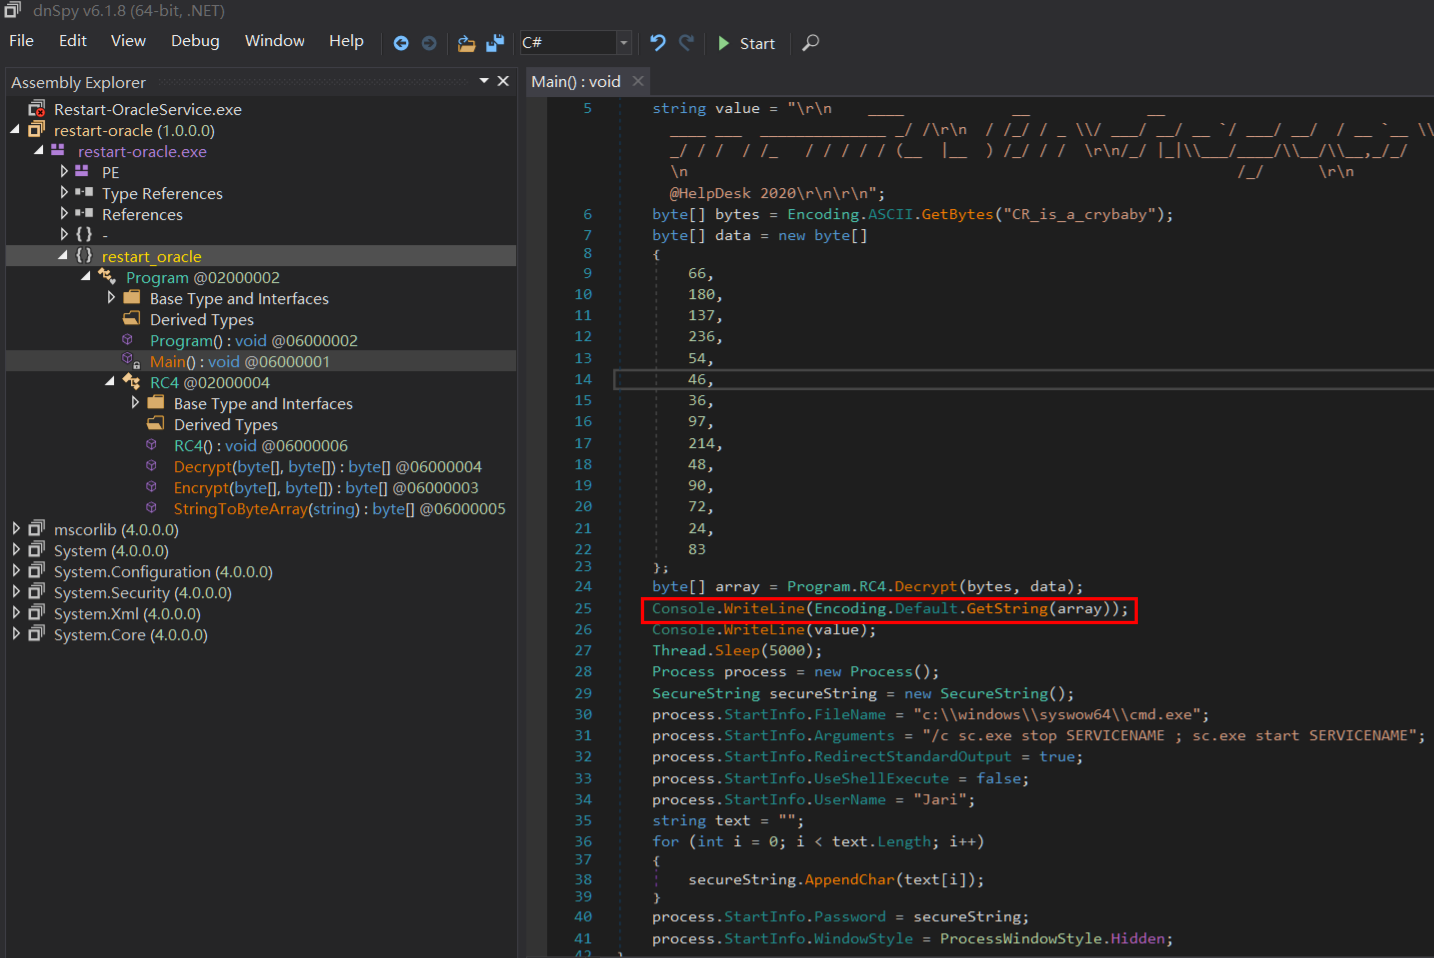 dnSpy v6.1.8 (64-bit, .NET)
File Edit View Debug Window Help C# Start
Assembly Explorer
Restart-OracleService.exe
restart-oracle (1.0.0.0)
restart-oracle.exe
PE
Type References
References
{ } -
{ } restart_oracle
Program @02000002
Base Type and Interfaces
Derived Types
Program() : void @06000002
Main() : void @06000001
RC4 @02000004
Base Type and Interfaces
Derived Types
RC4() : void @06000006
Decrypt(byte[], byte[]) : byte[] @06000004
Encrypt(byte[], byte[]) : byte[] @06000003
StringToByteArray(string) : byte[] @06000005
mscorlib (4.0.0.0)
System (4.0.0.0)
System.Configuration (4.0.0.0)
System.Security (4.0.0.0)
System.Xml (4.0.0.0)
System.Core (4.0.0.0)
Main() : void
5 string value = "\r\n    ____            __             __
____ ___  ______________ _/ /\r\n  / /_/ / _ \\/ ___/ __/ __ `/ ___/ __/  / __ `__ \\
_/ / /  / /_   / / / / / (__  |__  ) /_/ / /  \r\n/_/ |_|\\___/____/\\__/\\__,_/_/
\n /_/ \r\n
@HelpDesk 2020\r\n\r\n";
6 byte[] bytes = Encoding.ASCII.GetBytes("CR_is_a_crybaby");
7 byte[] data = new byte[]
8 {
9 66,
10 180,
11 137,
12 236,
13 54,
14 46,
15 36,
16 97,
17 214,
18 48,
19 90,
20 72,
21 24,
22 83
23 };
24 byte[] array = Program.RC4.Decrypt(bytes, data);
25 Console.WriteLine(Encoding.Default.GetString(array));
26 Console.WriteLine(value);
27 Thread.Sleep(5000);
28 Process process = new Process();
29 SecureString secureString = new SecureString();
30 process.StartInfo.FileName = "c:\\windows\\syswow64\\cmd.exe";
31 process.StartInfo.Arguments = "/c sc.exe stop SERVICENAME ; sc.exe start SERVICENAME";
32 process.StartInfo.RedirectStandardOutput = true;
33 process.StartInfo.UseShellExecute = false;
34 process.StartInfo.UserName = "Jari";
35 string text = "";
36 for (int i = 0; i < text.Length; i++)
37 {
38 secureString.AppendChar(text[i]);
39 }
40 process.StartInfo.Password = secureString;
41 process.StartInfo.WindowStyle = ProcessWindowStyle.Hidden;
42